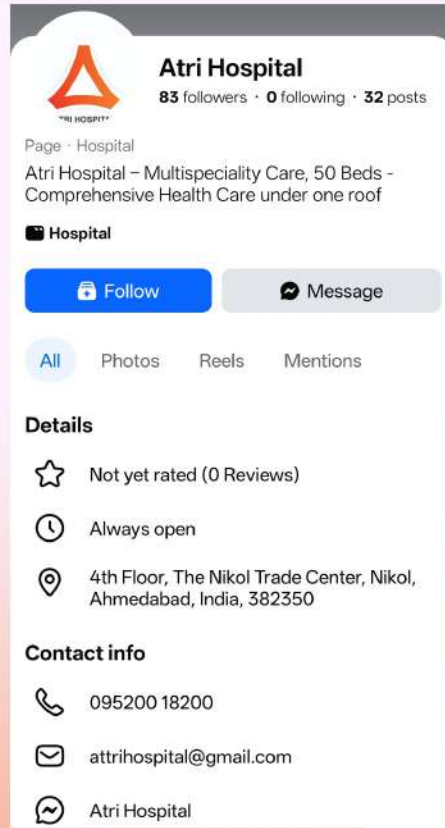 ATRI HOSPITAL
Atri Hospital
83 followers · 0 following · 32 posts
Page · Hospital
Atri Hospital – Multispeciality Care, 50 Beds -
Comprehensive Health Care under one roof
Hospital
Follow
Message
All Photos Reels Mentions
Details
Not yet rated (0 Reviews)
Always open
4th Floor, The Nikol Trade Center, Nikol,
Ahmedabad, India, 382350
Contact info
095200 18200
attrihospital@gmail.com
Atri Hospital